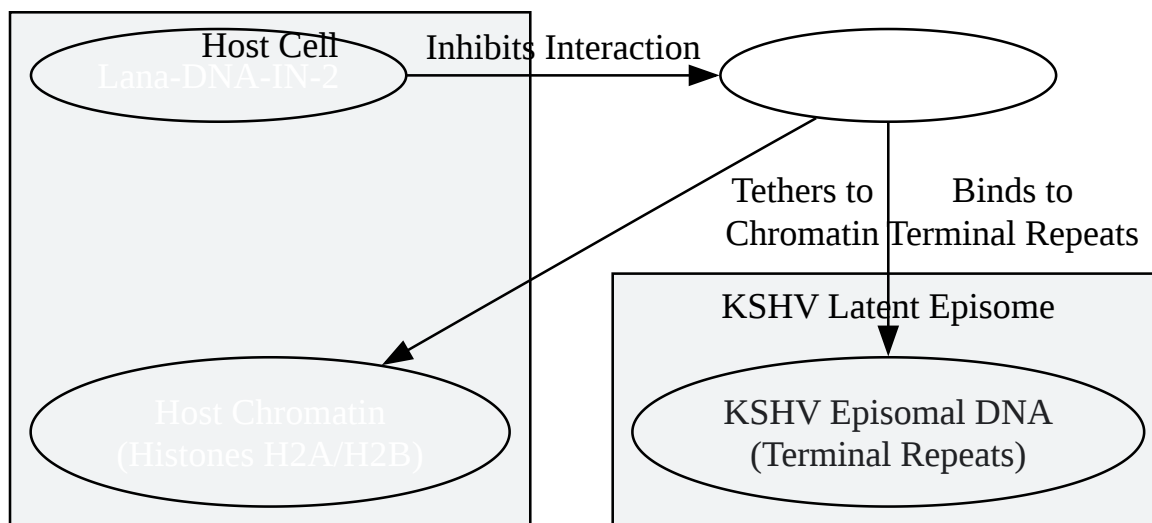 Host Cell
Lana-DNA-IN-2
Inhibits Interaction
Tethers to
Chromatin
Binds to
Terminal Repeats
KSHV Latent Episome
Host Chromatin
(Histones H2A/H2B)
KSHV Episomal DNA
(Terminal Repeats)